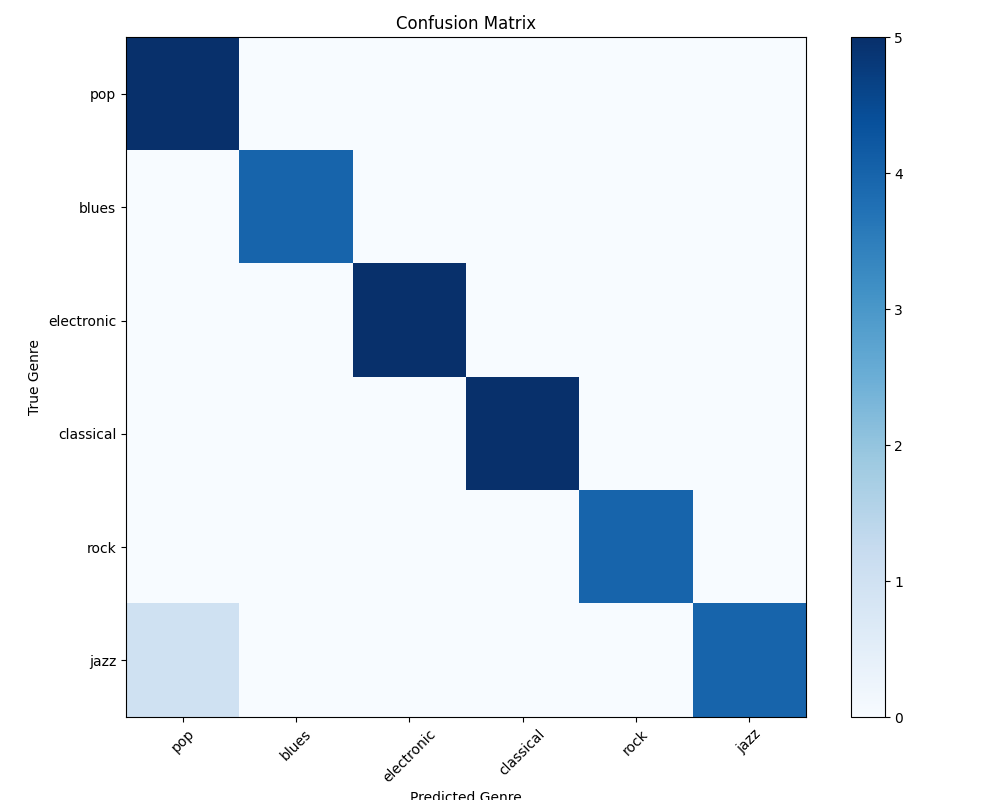 Confusion Matrix
True Genre
pop
blues
electronic
classical
rock
jazz
pop
blues
electronic
classical
rock
jazz
Predicted Genre
5
4
3
2
1
0